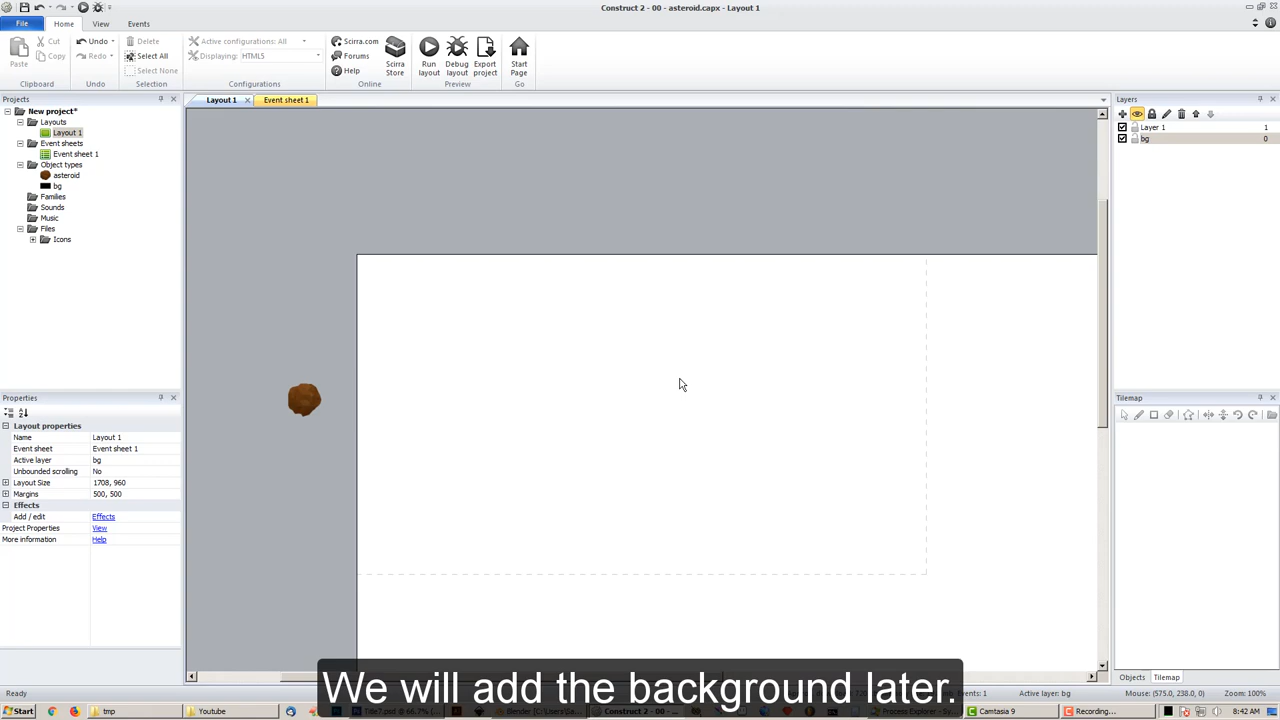 Construct 2 - 00 - asteroid.capx - Layout 1
File
Home
View
Events
Paste
Cut
Copy
Clipboard
Undo
Redo
Undo
Delete
Select All
Select None
Selection
Active configurations: All
Displaying: HTML5
Configurations
Scirra.com
Forums
Help
Online
Scirra Store
Run layout
Debug layout
Export project
Preview
Start Page
Go
Projects
New project*
Layouts
Layout 1
Event sheets
Event sheet 1
Object types
asteroid
bg
Families
Sounds
Music
Files
Icons
Properties
Layout properties
Name Layout 1
Event sheet Event sheet 1
Active layer bg
Unbounded scrolling No
Layout Size 1708, 960
Margins 500, 500
Effects
Add / edit Effects
Project Properties View
More information Help
Layout 1
Event sheet 1
Layers
Layer 1 1
bg 0
Tilemap
Objects
Tilemap
We will add the background later.
Ready
Events: 1
Active layer: bg
Mouse: (575.0, 238.0, 0)
Zoom: 100%
Start
tmp
Youtube
Construct 2 - 00 - ...
Camtasia 9
Recording...
8:42 AM